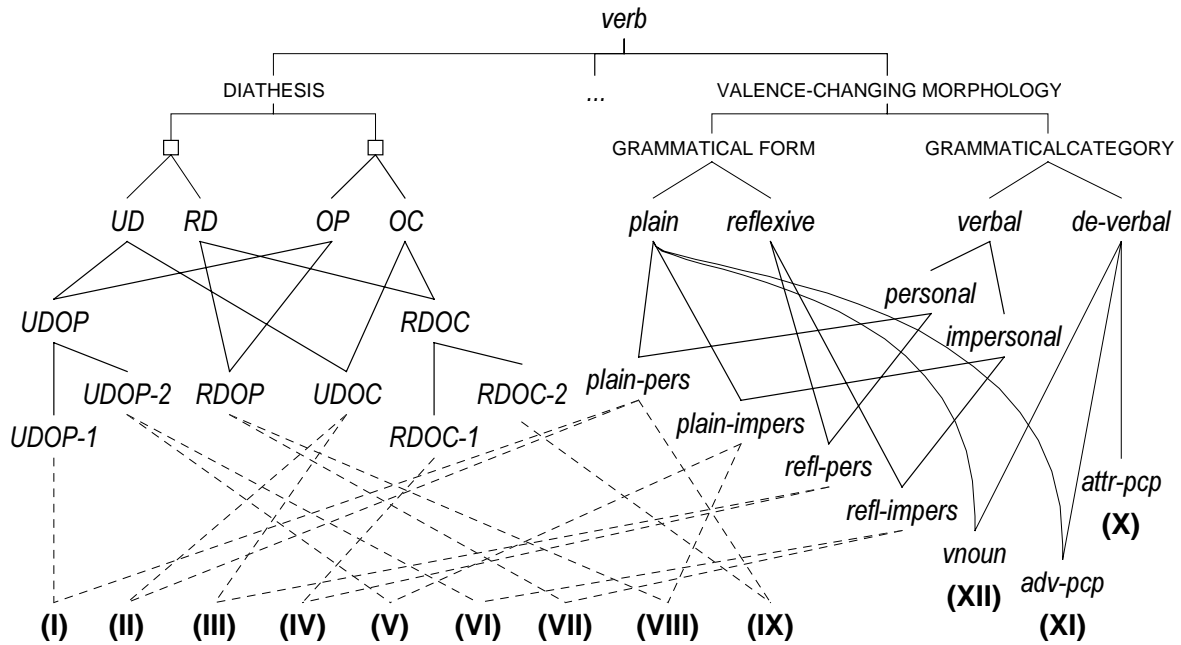 verb
DIATHESIS ... VALENCE-CHANGING MORPHOLOGY
GRAMMATICAL FORM GRAMMATICALCATEGORY
UD RD OP OC plain reflexive verbal de-verbal
personal
UDOP RDOC impersonal
UDOP-2 RDOP UDOC RDOC-2 plain-pers
UDOP-1 RDOC-1 plain-impers
refl-pers
attr-pcp
refl-impers
(X)
vnoun
adv-pcp
(XII)
(I) (II) (III) (IV) (V) (VI) (VII) (VIII) (IX) (XI)